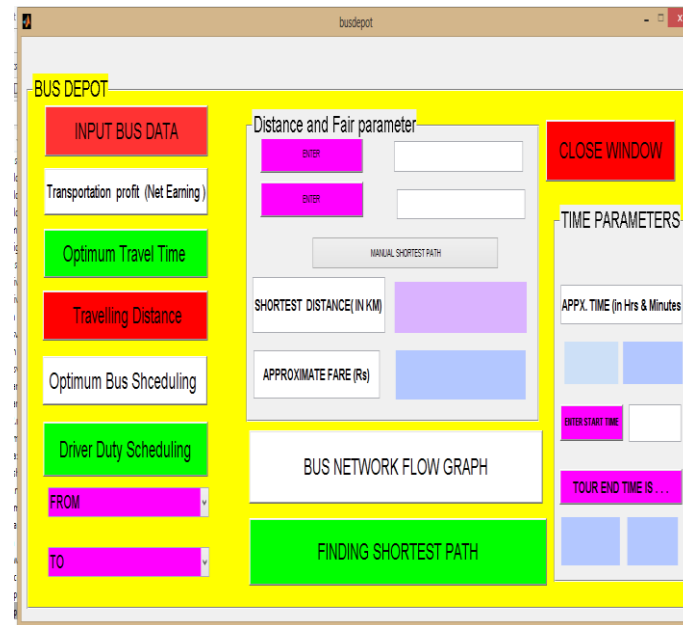 busdepot
BUS DEPOT
INPUT BUS DATA
Transportation profit (Net Earning )
Optimum Travel Time
Travelling Distance
Optimum Bus Shceduling
Driver Duty Scheduling
FROM
TO
Distance and Fair parameter
ENTER
ENTER
MANUAL SHORTEST PATH
SHORTEST DISTANCE( IN KM)
APPROXIMATE FARE (Rs)
BUS NETWORK FLOW GRAPH
FINDING SHORTEST PATH
CLOSE WINDOW
TIME PARAMETERS
APPX. TIME (in Hrs & Minutes
ENTER START TIME
TOUR END TIME IS . . .